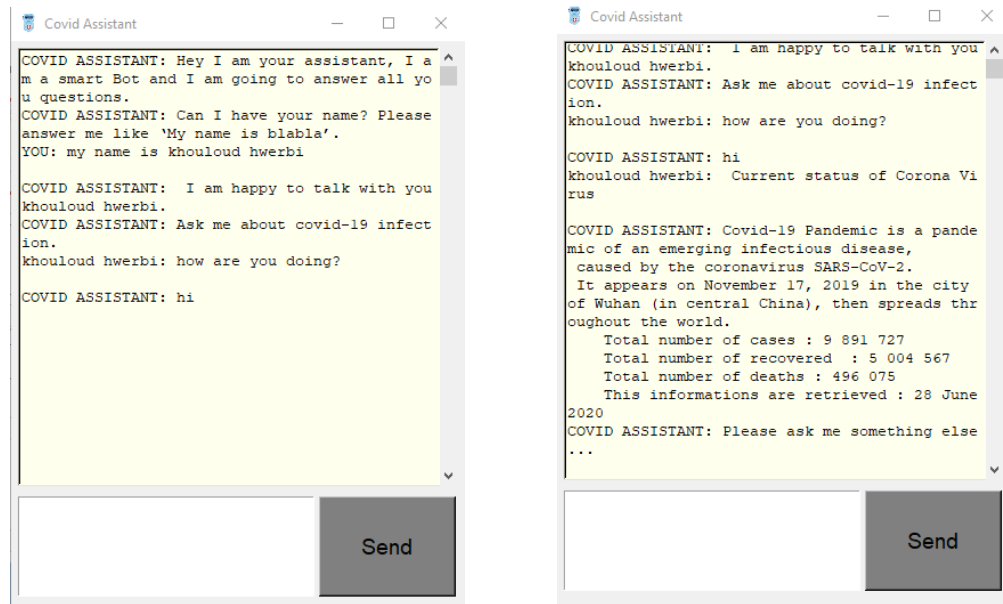 Covid Assistant
COVID ASSISTANT: Hey I am your assistant, I a
m a smart Bot and I am going to answer all yo
u questions.
COVID ASSISTANT: Can I have your name? Please
answer me like ‘My name is blabla’.
YOU: my name is khouloud hwerbi
COVID ASSISTANT:  I am happy to talk with you
khouloud hwerbi.
COVID ASSISTANT: Ask me about covid-19 infect
ion.
khouloud hwerbi: how are you doing?
COVID ASSISTANT: hi
Send
Covid Assistant
COVID ASSISTANT:  I am happy to talk with you
khouloud hwerbi.
COVID ASSISTANT: Ask me about covid-19 infect
ion.
khouloud hwerbi: how are you doing?
COVID ASSISTANT: hi
khouloud hwerbi:  Current status of Corona Vi
rus
COVID ASSISTANT: Covid-19 Pandemic is a pande
mic of an emerging infectious disease,
 caused by the coronavirus SARS-CoV-2.
 It appears on November 17, 2019 in the city
of Wuhan (in central China), then spreads thr
oughout the world.
    Total number of cases : 9 891 727
    Total number of recovered  : 5 004 567
    Total number of deaths : 496 075
    This informations are retrieved : 28 June
2020
COVID ASSISTANT: Please ask me something else
...
Send